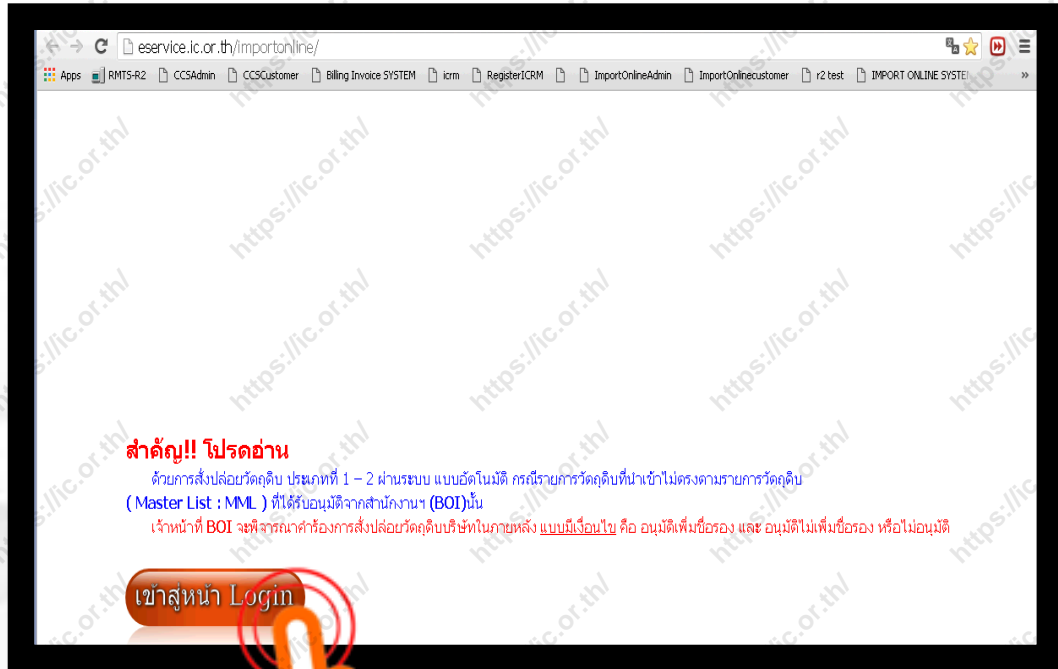 eservice.ic.or.th/importonline/
Apps RMTS-R2 CCSAdmin CCSCustomer Billing Invoice SYSTEM icrm RegisterICRM ImportOnlineAdmin ImportOnlinecustomer r2 test IMPORT ONLINE SYSTE »
สำคัญ!! โปรดอ่าน
ด้วยการสั่งปล่อยวัตถุดิบ ประเภทที่ 1 – 2 ผ่านระบบ แบบอัตโนมัติ กรณีรายการวัตถุดิบที่นำเข้าไม่ตรงตามรายการวัตถุดิบ
( Master List : MML ) ที่ได้รับอนุมัติจากสำนักงานฯ (BOI)นั้น
เจ้าหน้าที่ BOI จะพิจารณาคำร้องการสั่งปล่อยวัตถุดิบบริษัทในภายหลัง แบบมีเงื่อนไข คือ อนุมัติเพิ่มชื่อรอง และ อนุมัติไม่เพิ่มชื่อรอง หรือไม่อนุมัติ
เข้าสู่หน้า Login
https://ic.or.th/